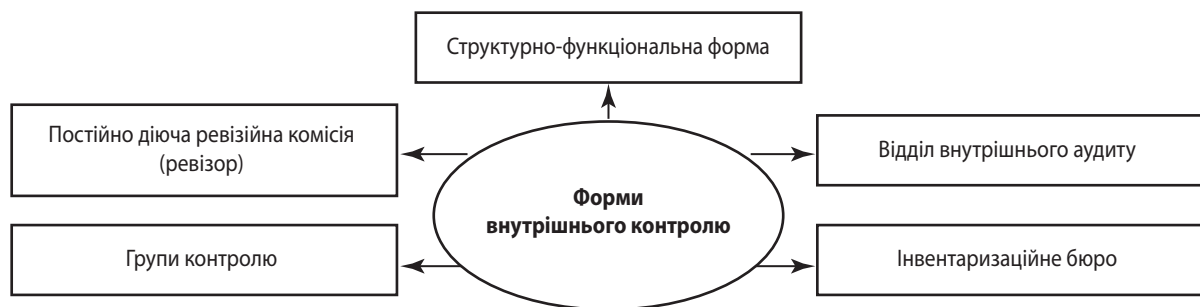 Структурно-функціональна форма
Постійно діюча ревізійна комісія
(ревізор)
Відділ внутрішнього аудиту
Форми
внутрішнього контролю
Групи контролю
Інвентаризаційне бюро